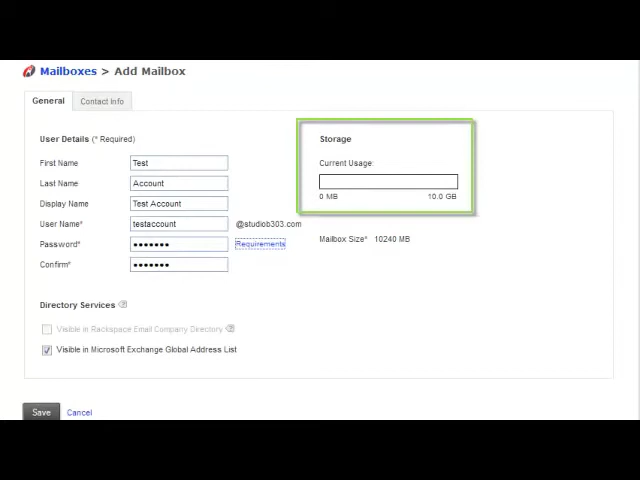 Mailboxes > Add Mailbox
General
Contact Info
User Details (* Required)
First Name
Test
Last Name
Account
Display Name
Test Account
User Name*
testaccount
@studiob303.com
Password*
•••••••
Requirements
Confirm*
•••••••
Storage
Current Usage:
0 MB
10.0 GB
Mailbox Size* 10240 MB
Directory Services
Visible in Rackspace Email Company Directory
Visible in Microsoft Exchange Global Address List
Save
Cancel